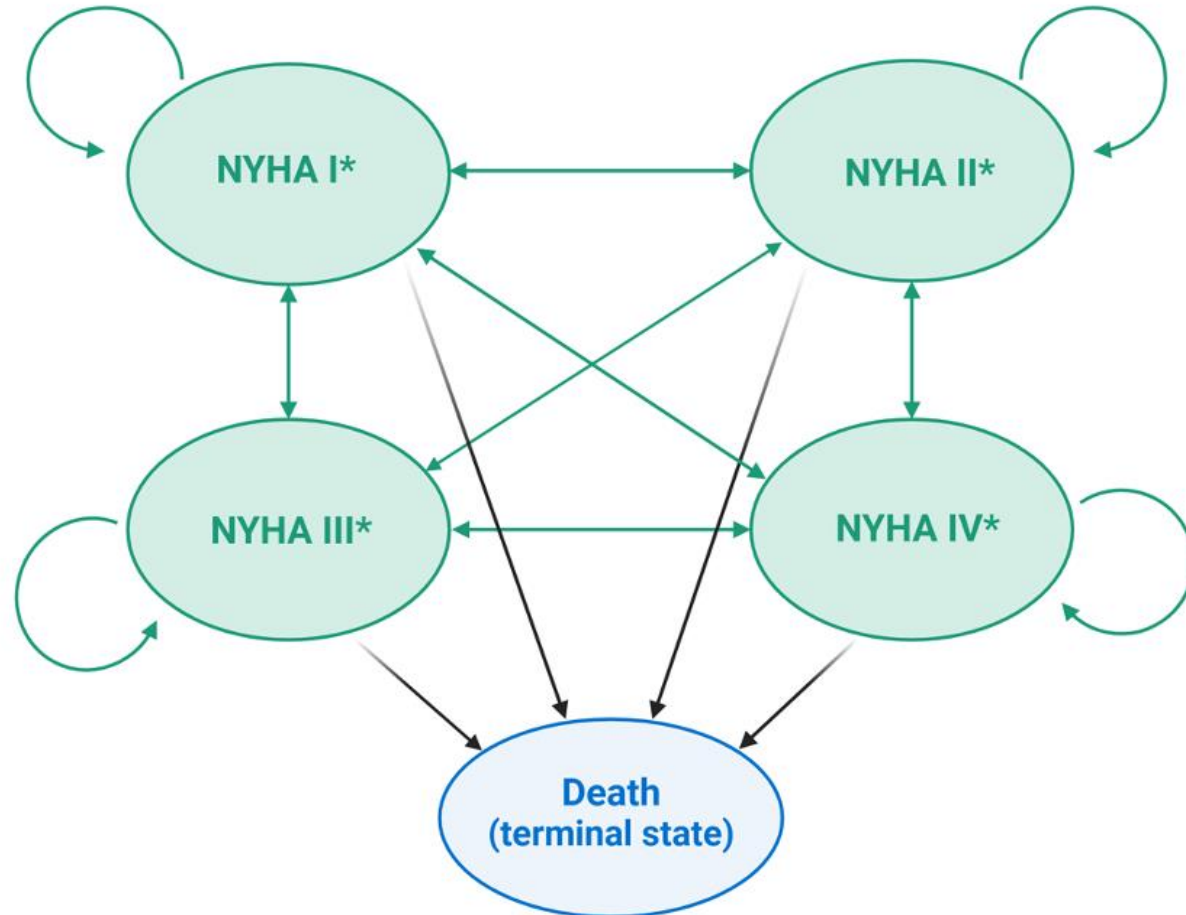 NYHA I*
NYHA II*
NYHA III*
NYHA IV*
Death
(terminal state)